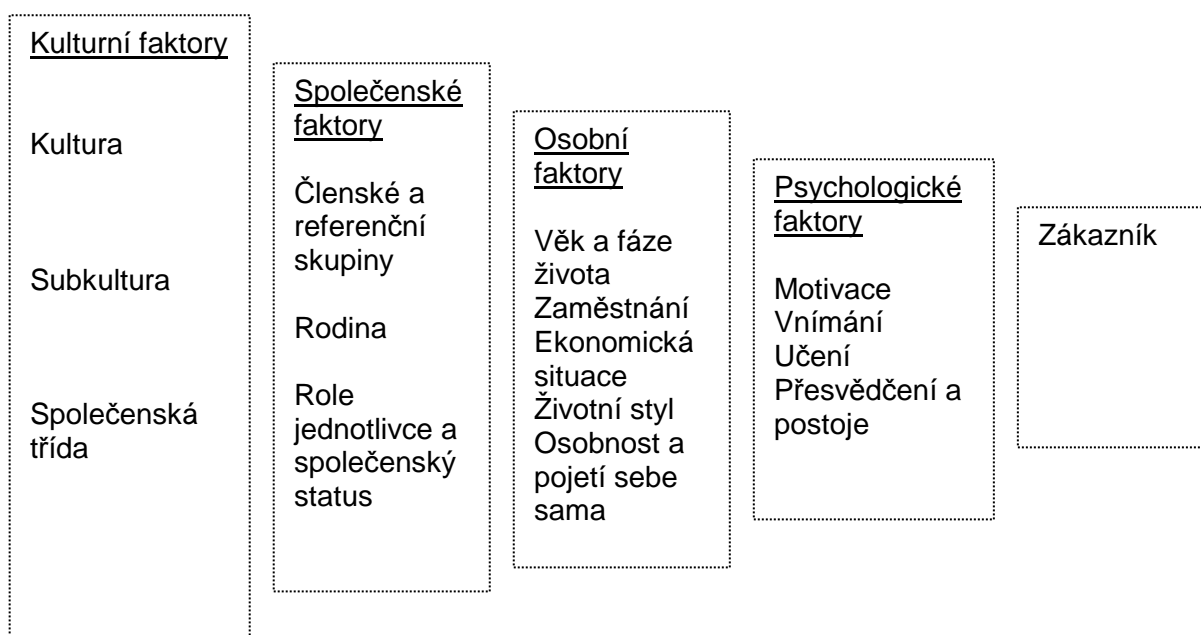 Kulturní faktory
Kultura
Subkultura
Společenská
třída
Společenské
faktory
Členské a
referenční
skupiny
Rodina
Role
jednotlivce a
společenský
status
Osobní
faktory
Věk a fáze
života
Zaměstnání
Ekonomická
situace
Životní styl
Osobnost a
pojetí sebe
sama
Psychologické
faktory
Motivace
Vnímání
Učení
Přesvědčení a
postoje
Zákazník